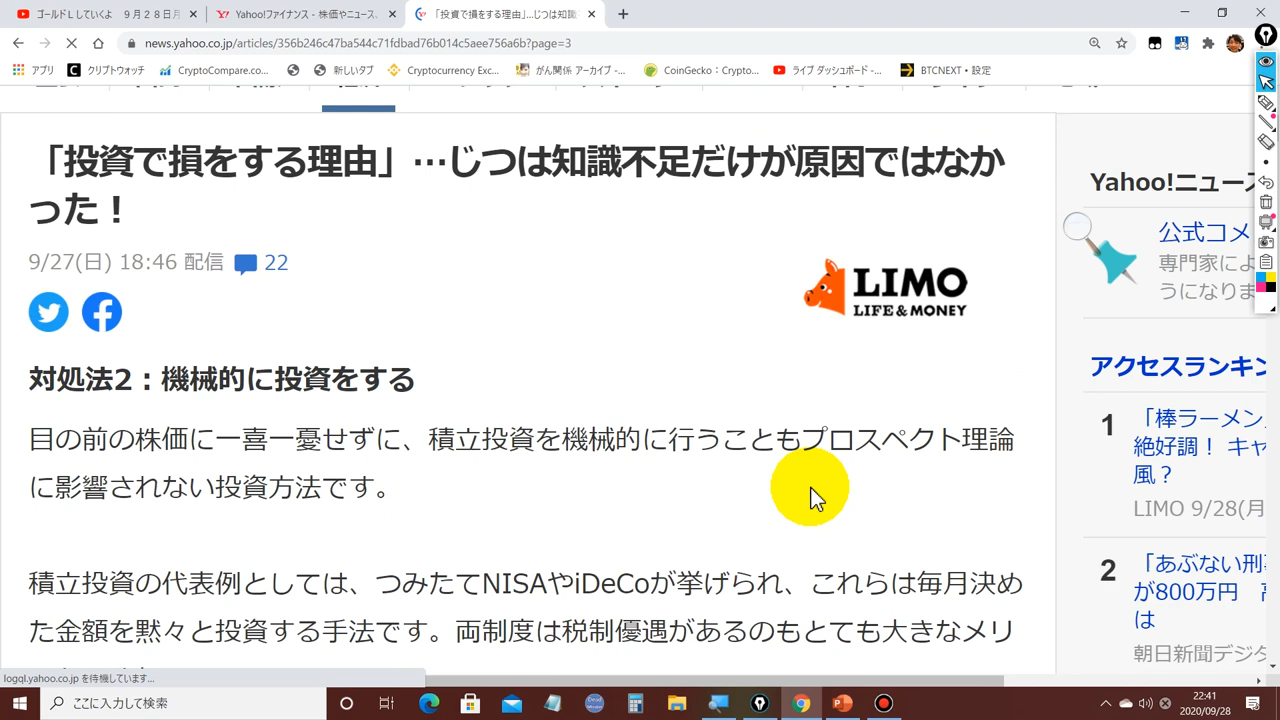 ゴールドLしていくよ 9月28日月
Yahoo!ファイナンス - 株価やニュース、
「投資で損をする理由」…じつは知識
news.yahoo.co.jp/articles/356b246c47ba544c71fdbad76b014c5aee756a6b?page=3
アプリ
クリプトウォッチ
CryptoCompare.co...
新しいタブ
Cryptocurrency Exc...
がん関係 アーカイブ -...
CoinGecko：Crypto...
ライブ ダッシュボード -...
BTCNEXT・設定
「投資で損をする理由」…じつは知識不足だけが原因ではなか
った！
9/27(日) 18:46 配信
22
LIMO
LIFE&MONEY
対処法2：機械的に投資をする
目の前の株価に一喜一憂せずに、積立投資を機械的に行うこともプロスペクト理論
に影響されない投資方法です。
積立投資の代表例としては、つみたてNISAやiDeCoが挙げられ、これらは毎月決め
た金額を黙々と投資する手法です。両制度は税制優遇があるのもとても大きなメリ
Yahoo!ニュース
公式コメ
専門家によ
うになりま
アクセスランキン
1
「棒ラーメン
絶好調！ キャ
風？
LIMO 9/28(月
2
「あぶない刑
が800万円
は
朝日新聞デジタ
logql.yahoo.co.jp を待機しています...
ここに入力して検索
22:41
2020/09/28